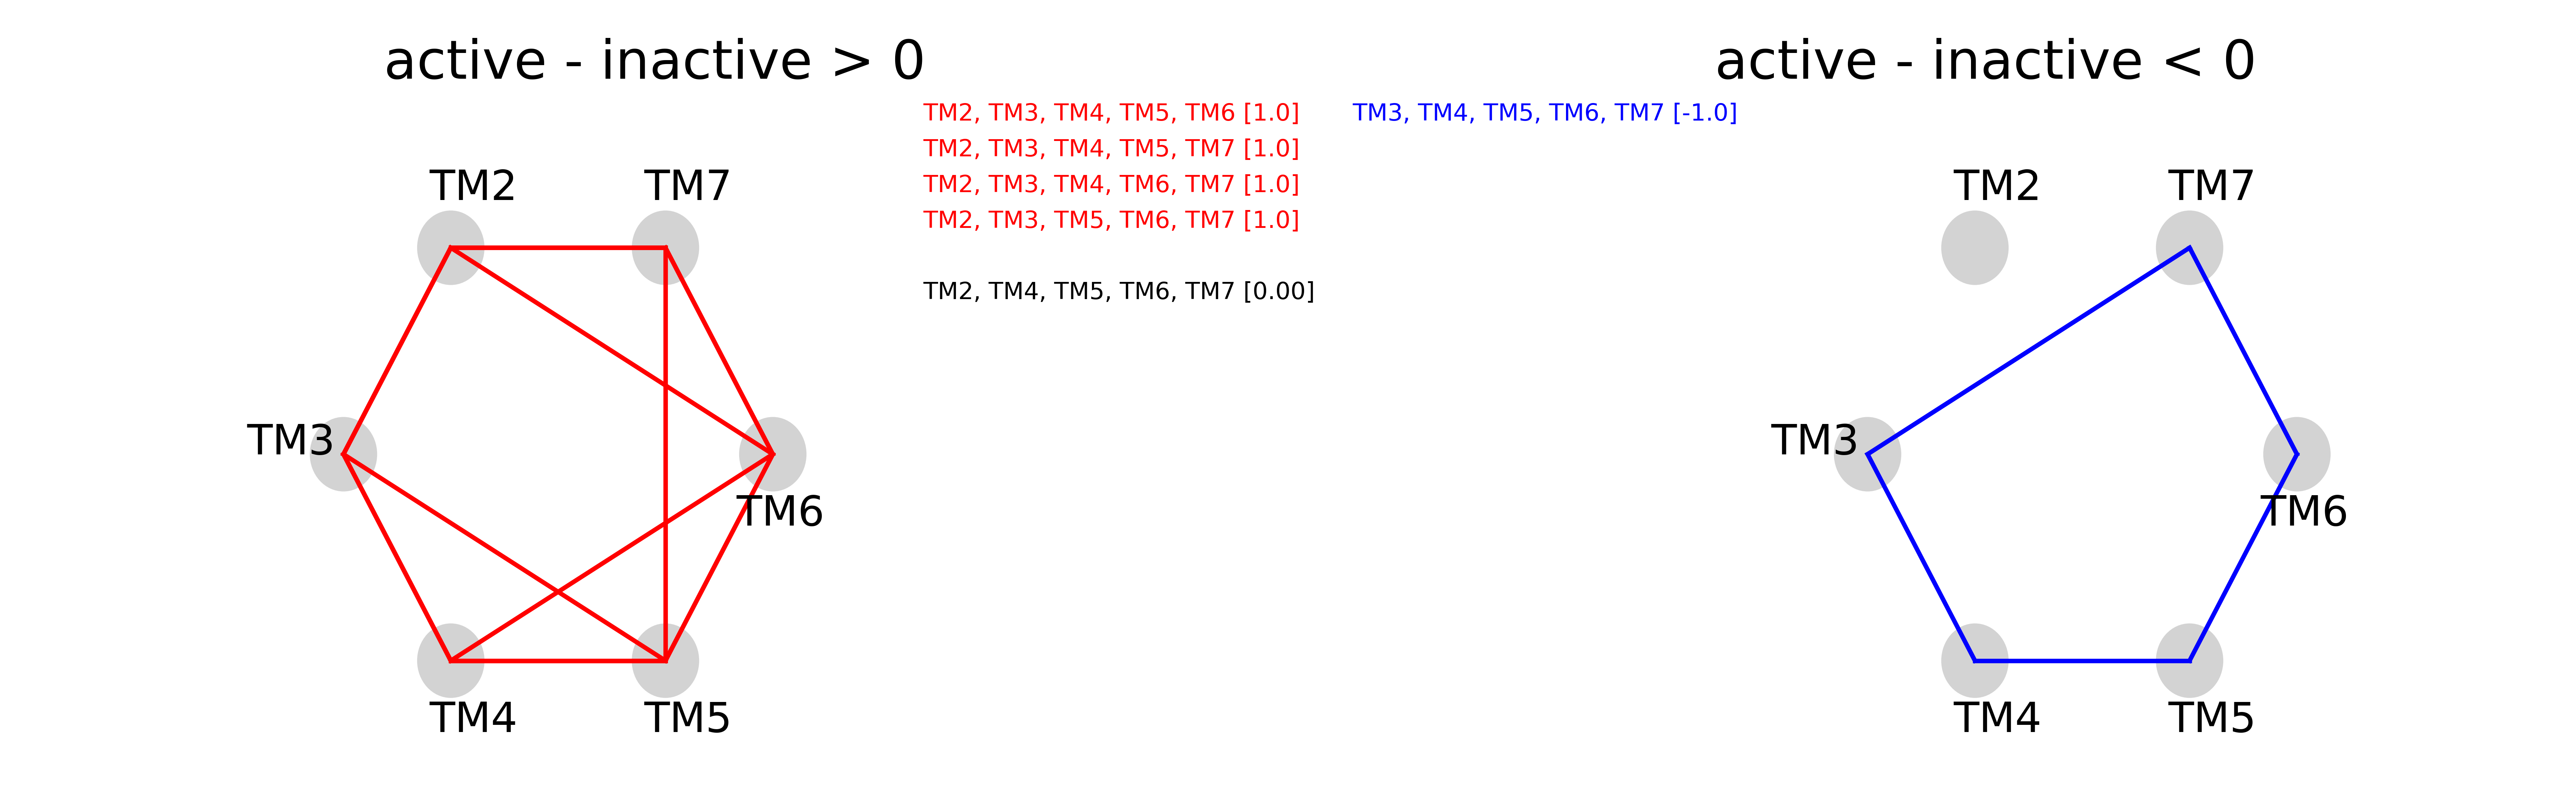 active - inactive > 0
active - inactive < 0
TM2, TM3, TM4, TM5, TM6 [1.0]
TM2, TM3, TM4, TM5, TM7 [1.0]
TM2, TM3, TM4, TM6, TM7 [1.0]
TM2, TM3, TM5, TM6, TM7 [1.0]
TM2, TM4, TM5, TM6, TM7 [0.00]
TM3, TM4, TM5, TM6, TM7 [-1.0]
TM2
TM7
TM3
TM6
TM4
TM5
TM2
TM7
TM3
TM6
TM4
TM5